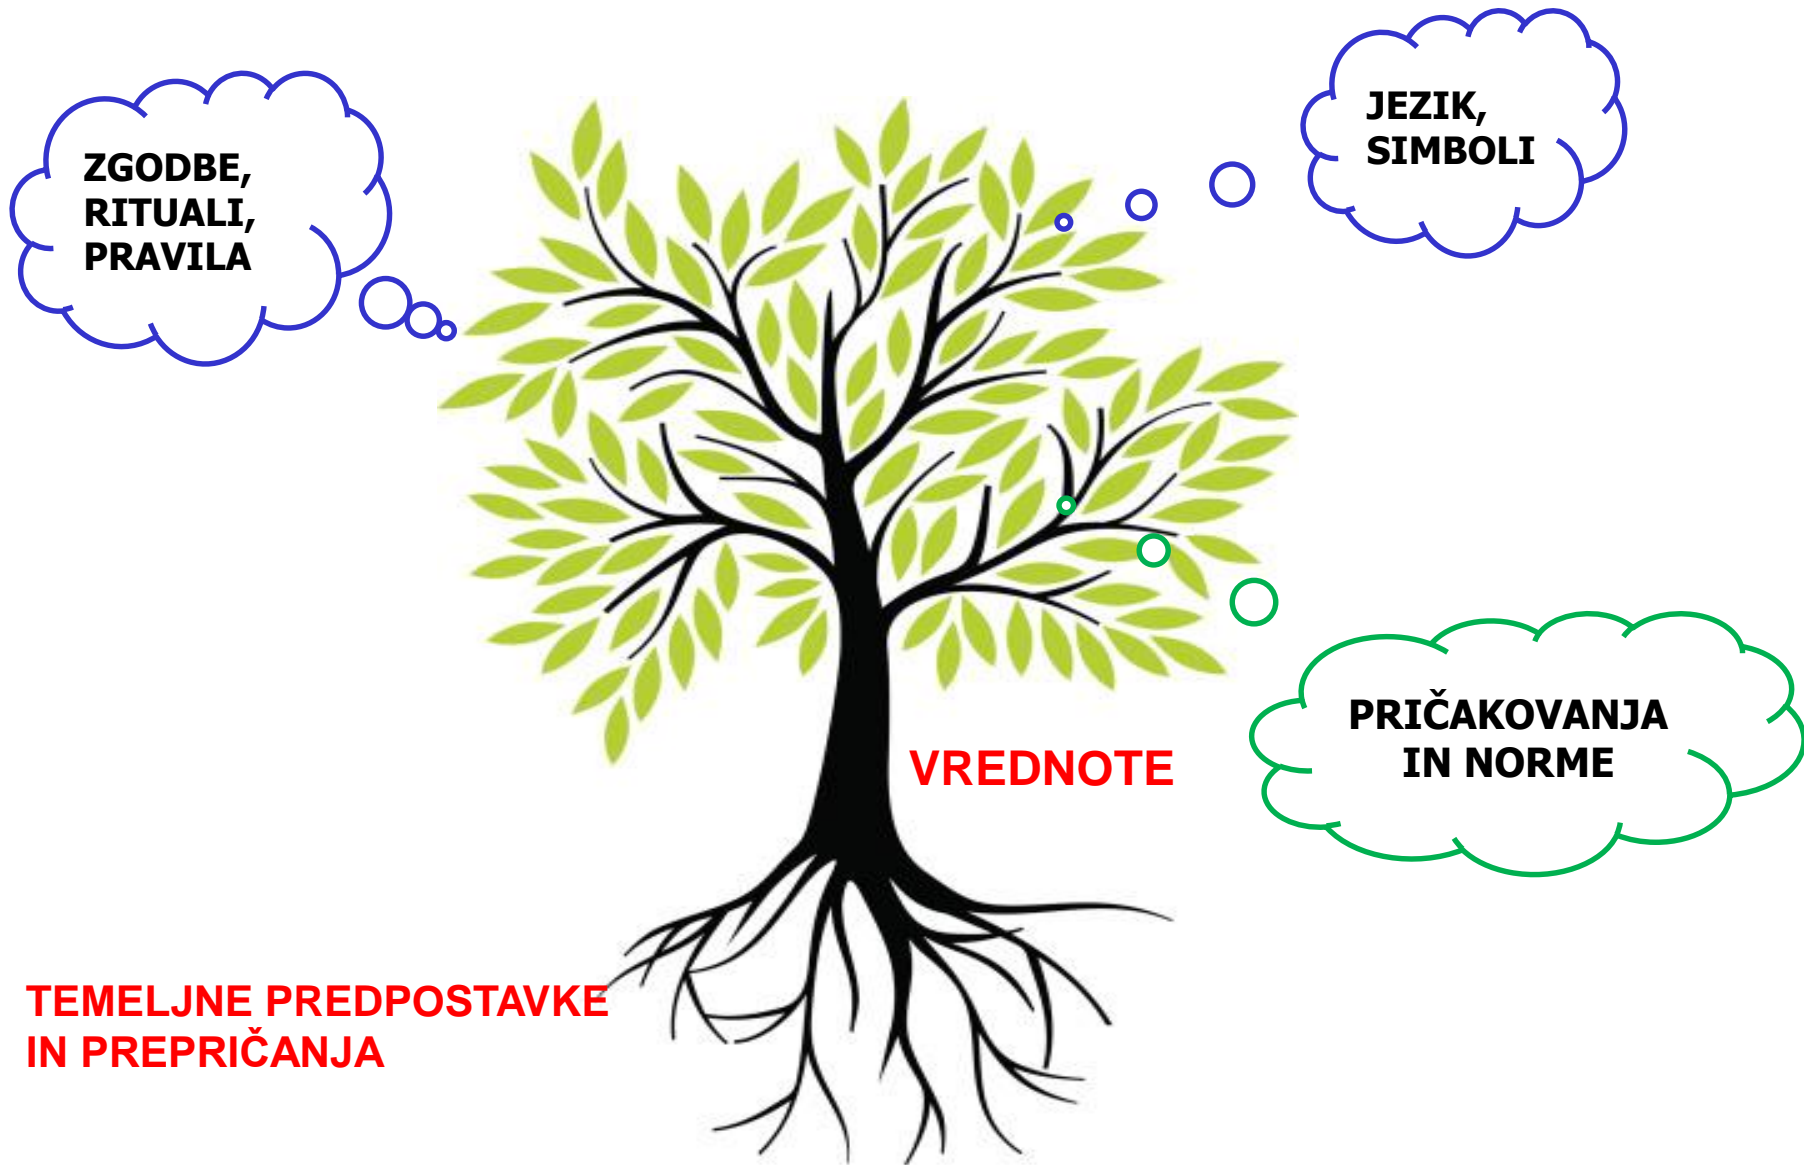 ZGODBE,
RITUALI,
PRAVILA
JEZIK,
SIMBOLI
PRIČAKOVANJA
IN NORME
VREDNOTE
TEMELJNE PREDPOSTAVKE
IN PREPRIČANJA